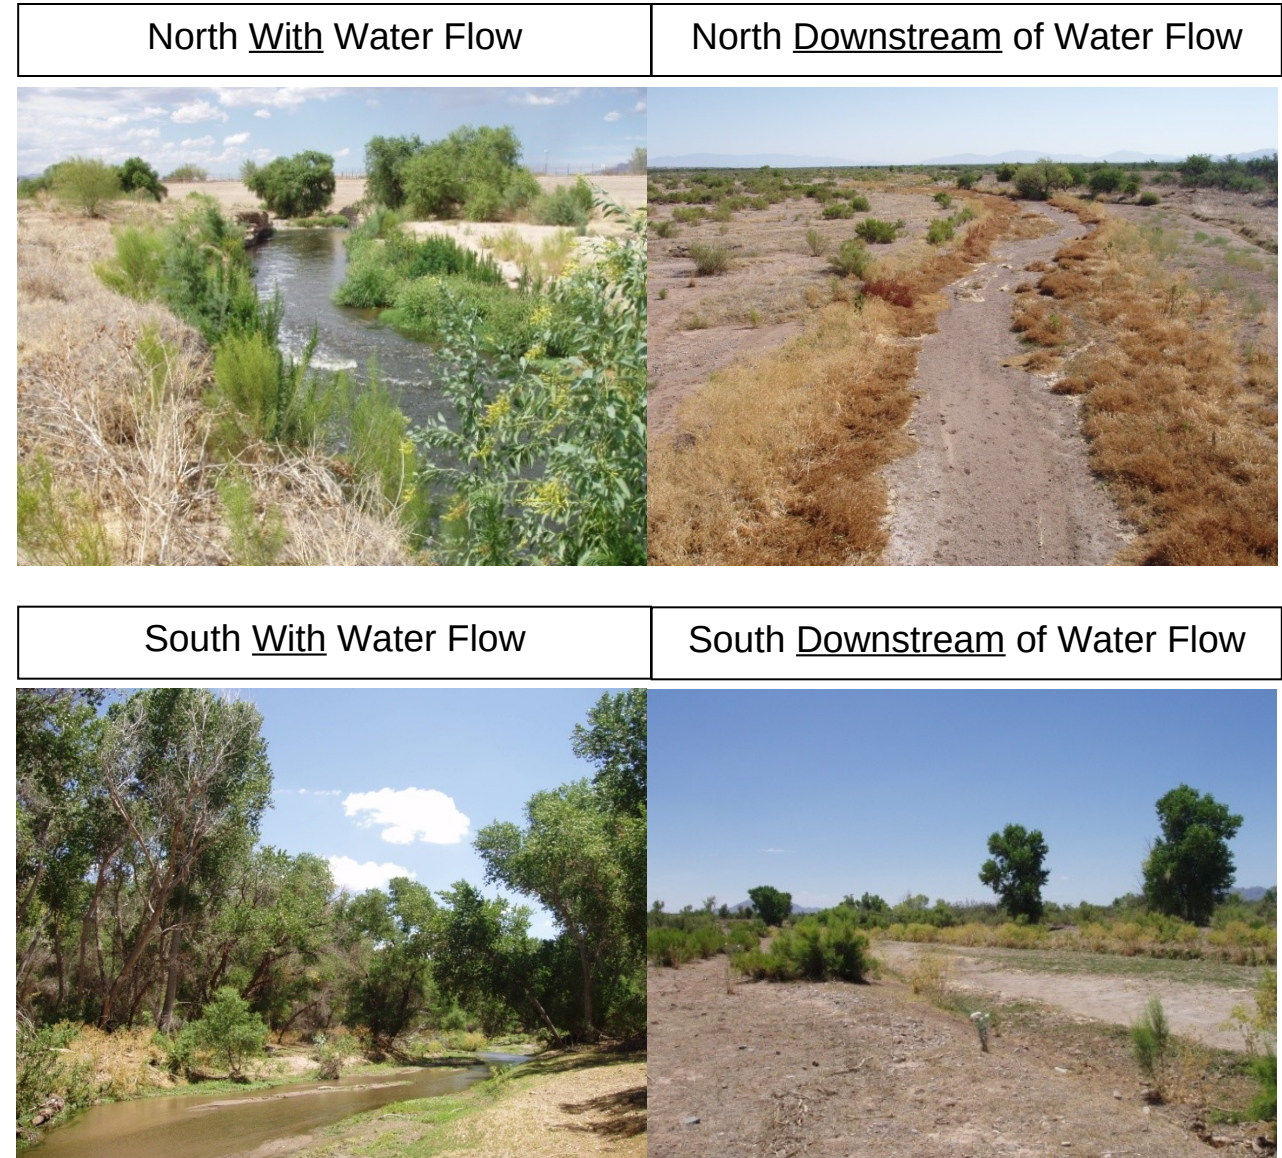 North With Water Flow
North Downstream of Water Flow
South With Water Flow
South Downstream of Water Flow